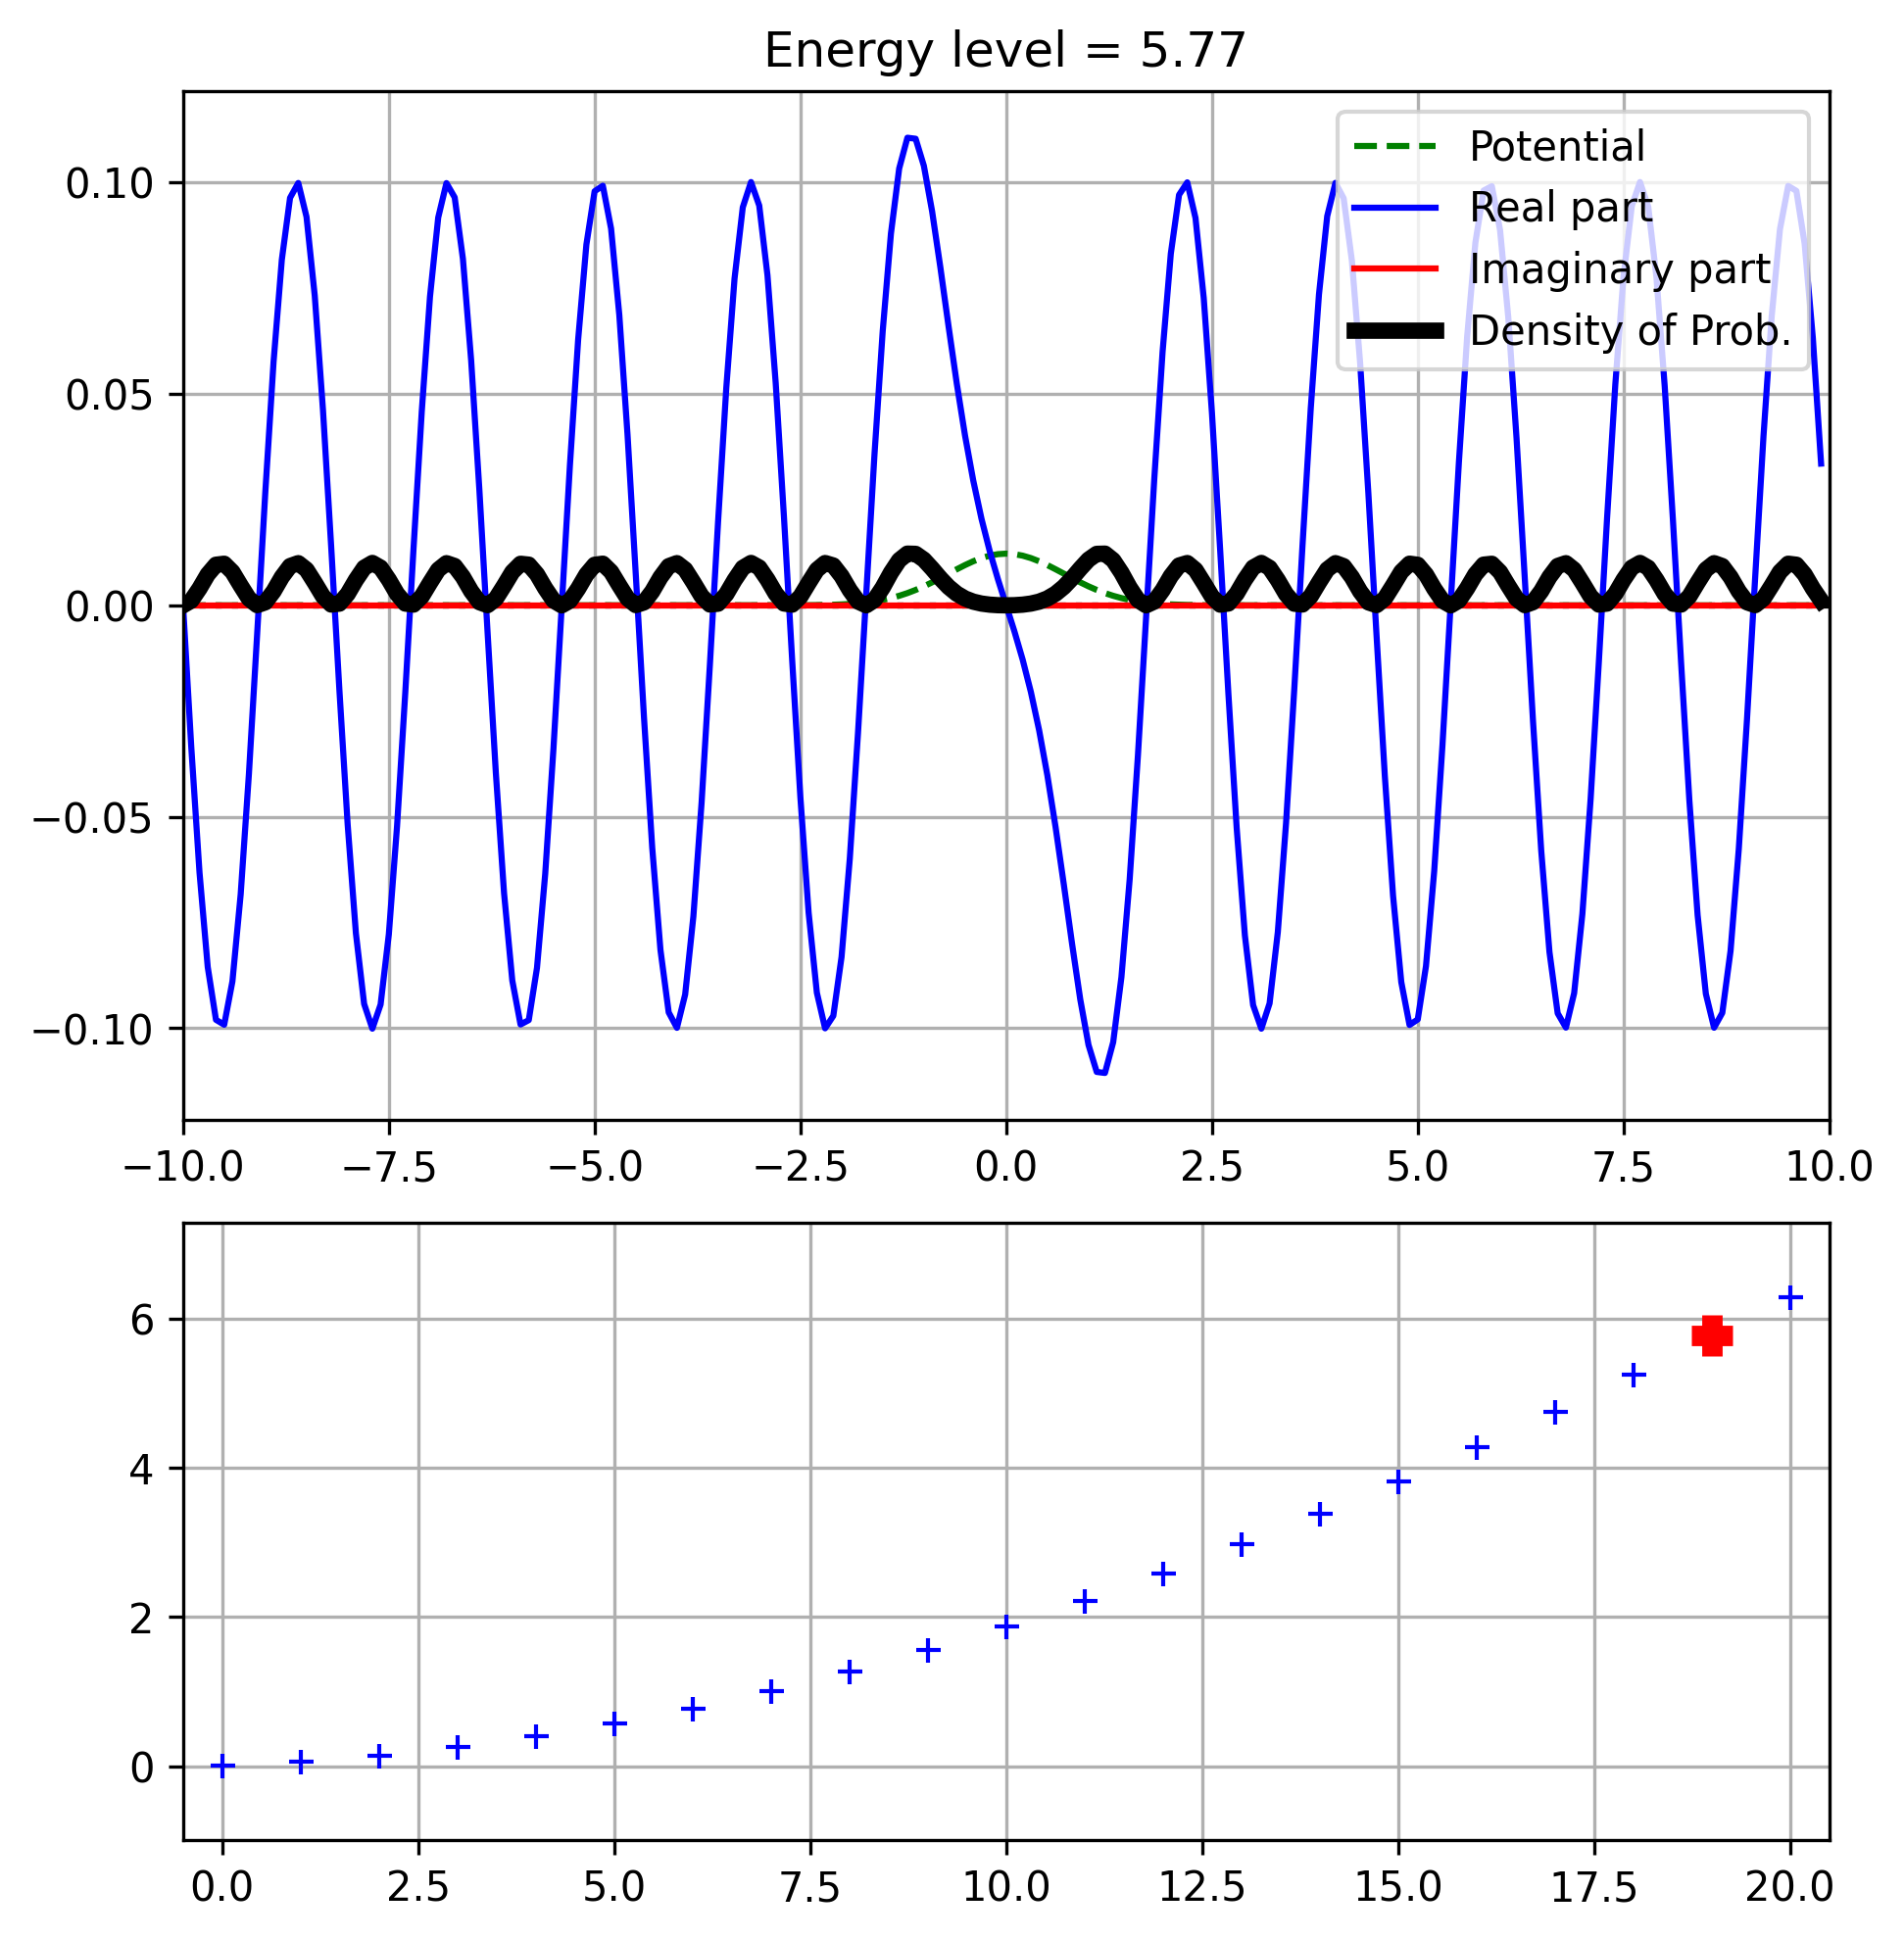 Energy level = 5.77
Potential
Real part
Imaginary part
Density of Prob.
0.10
0.05
0.00
−0.05
−0.10
−10.0 −7.5 −5.0 −2.5 0.0 2.5 5.0 7.5 10.0
6
4
2
0
0.0 2.5 5.0 7.5 10.0 12.5 15.0 17.5 20.0